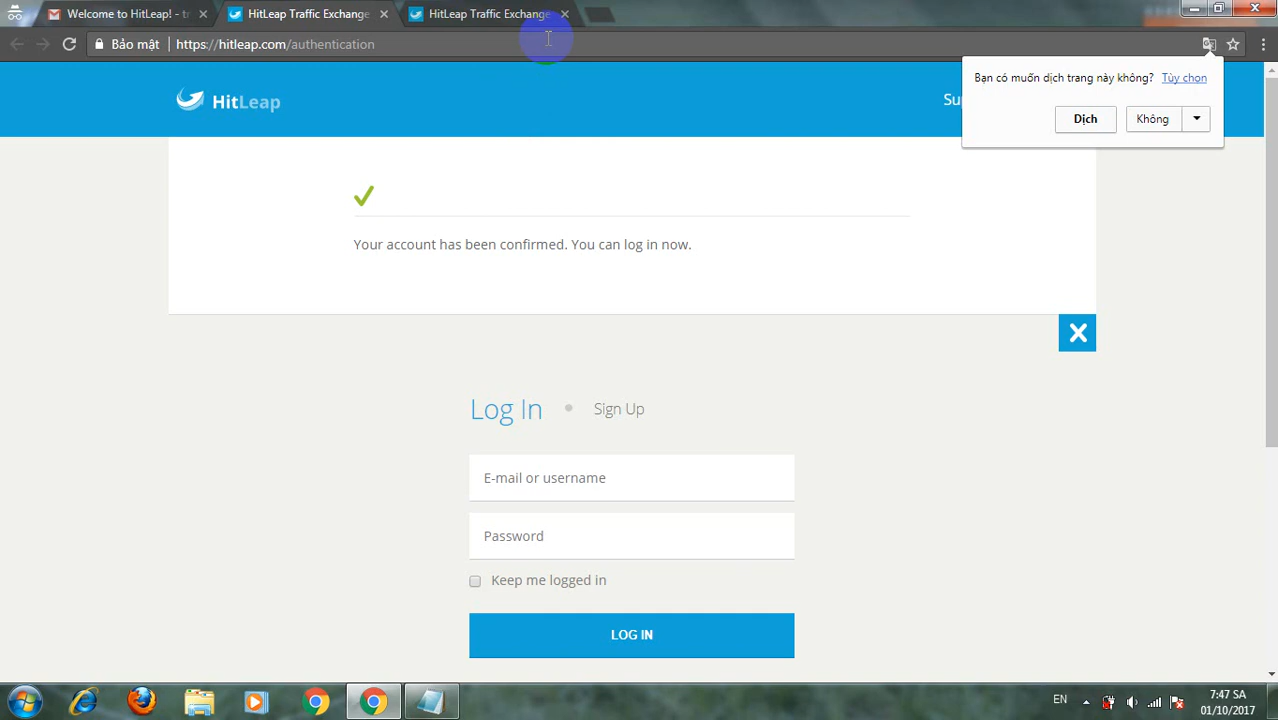 Welcome to HitLeap! - tr
HitLeap Traffic Exchange
HitLeap Traffic Exchange
Bảo mật
https://hitleap.com/authentication
Bạn có muốn dịch trang này không? Tùy chọn
Dịch
Không
HitLeap
Your account has been confirmed. You can log in now.
Log In
Sign Up
E-mail or username
Password
Keep me logged in
LOG IN
EN
7:47 SA
01/10/2017